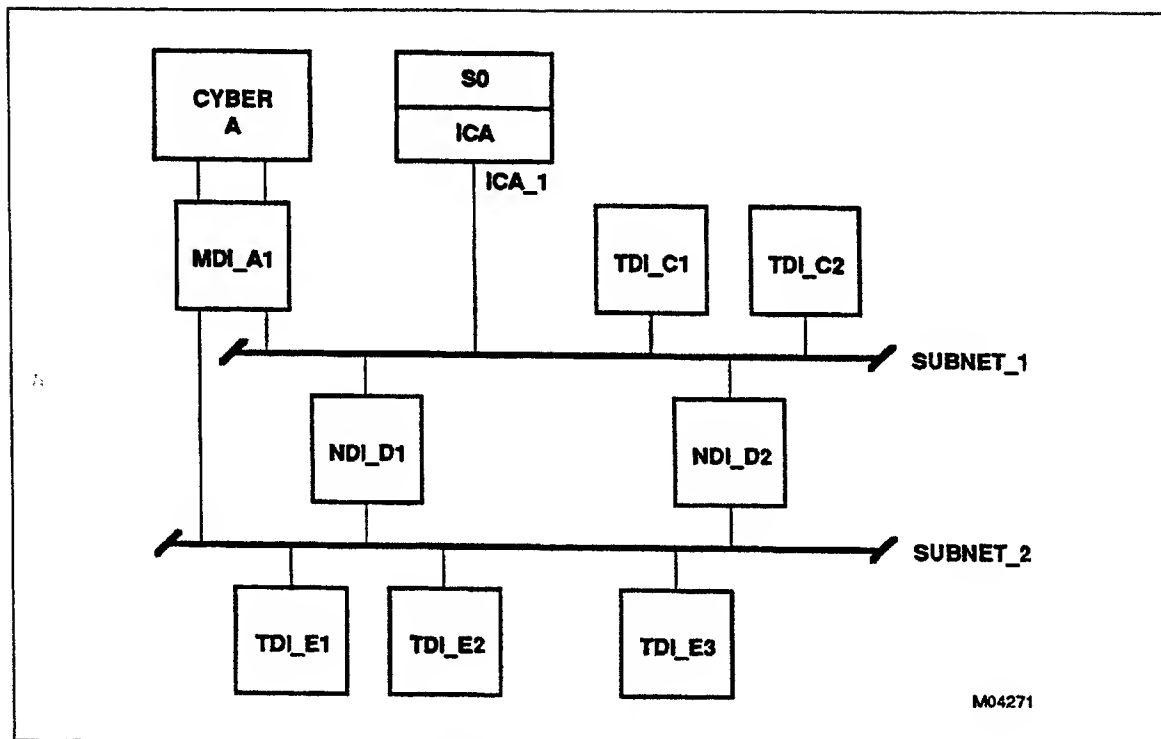 CYBER
A
S0
ICA
ICA_1
MDI_A1
TDI_C1
TDI_C2
SUBNET_1
NDI_D1
NDI_D2
SUBNET_2
TDI_E1
TDI_E2
TDI_E3
M04271